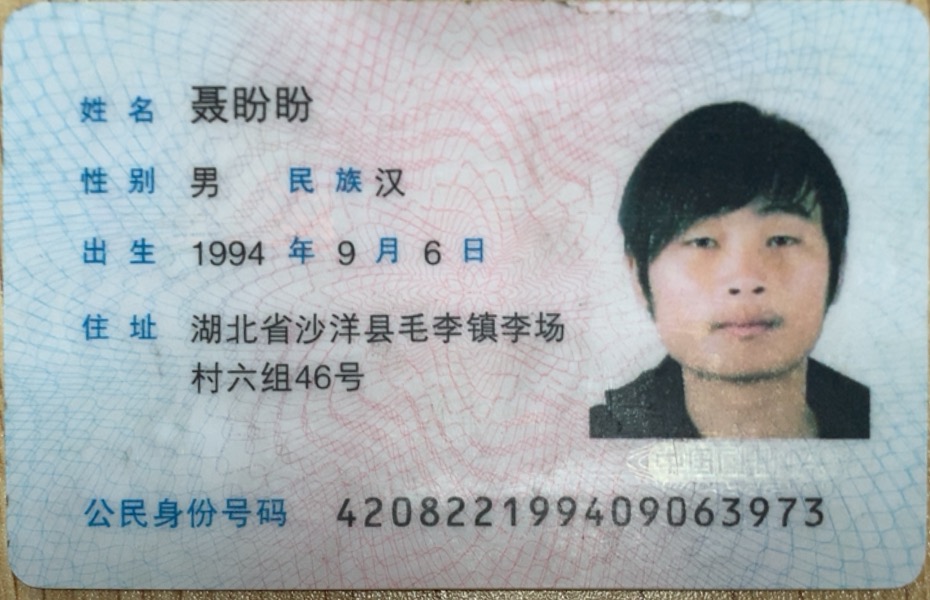 姓名 聂盼盼
性别 男 民族 汉
出生 1994 年 9 月 6 日
住址 湖北省沙洋县毛李镇李场
村六组46号
公民身份号码 420822199409063973